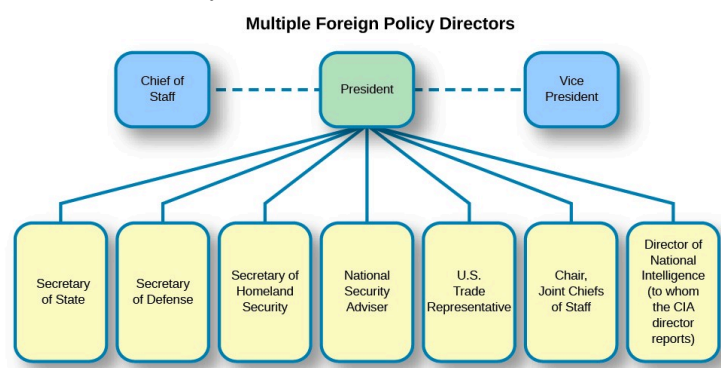 Multiple Foreign Policy Directors
Chief of
Staff
President
Vice
President
Secretary
of State
Secretary
of Defense
Secretary of
Homeland
Security
National
Security
Adviser
U.S.
Trade
Representative
Chair,
Joint Chiefs
of Staff
Director of
National
Intelligence
(to whom
the CIA
director
reports)